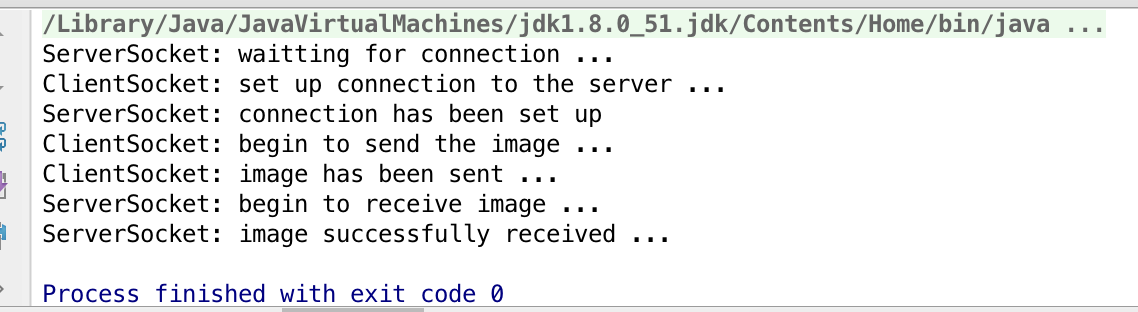 /Library/Java/JavaVirtualMachines/jdk1.8.0_51.jdk/Contents/Home/bin/java ...
ServerSocket: waitting for connection ...
ClientSocket: set up connection to the server ...
ServerSocket: connection has been set up
ClientSocket: begin to send the image ...
ClientSocket: image has been sent ...
ServerSocket: begin to receive image ...
ServerSocket: image successfully received ...
Process finished with exit code 0